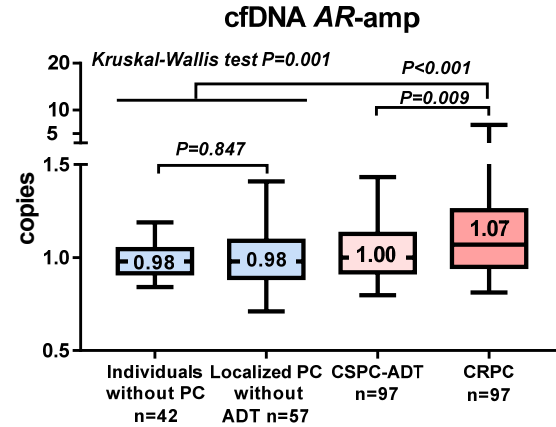 cfDNA AR-amp
Kruskal-Wallis test P=0.001
P<0.001
P=0.009
P=0.847
copies
20
10
5
1.5
1.0
0.5
0.98
0.98
1.00
1.07
Individuals
without PC
n=42
Localized PC
without
ADT n=57
CSPC-ADT
n=97
CRPC
n=97